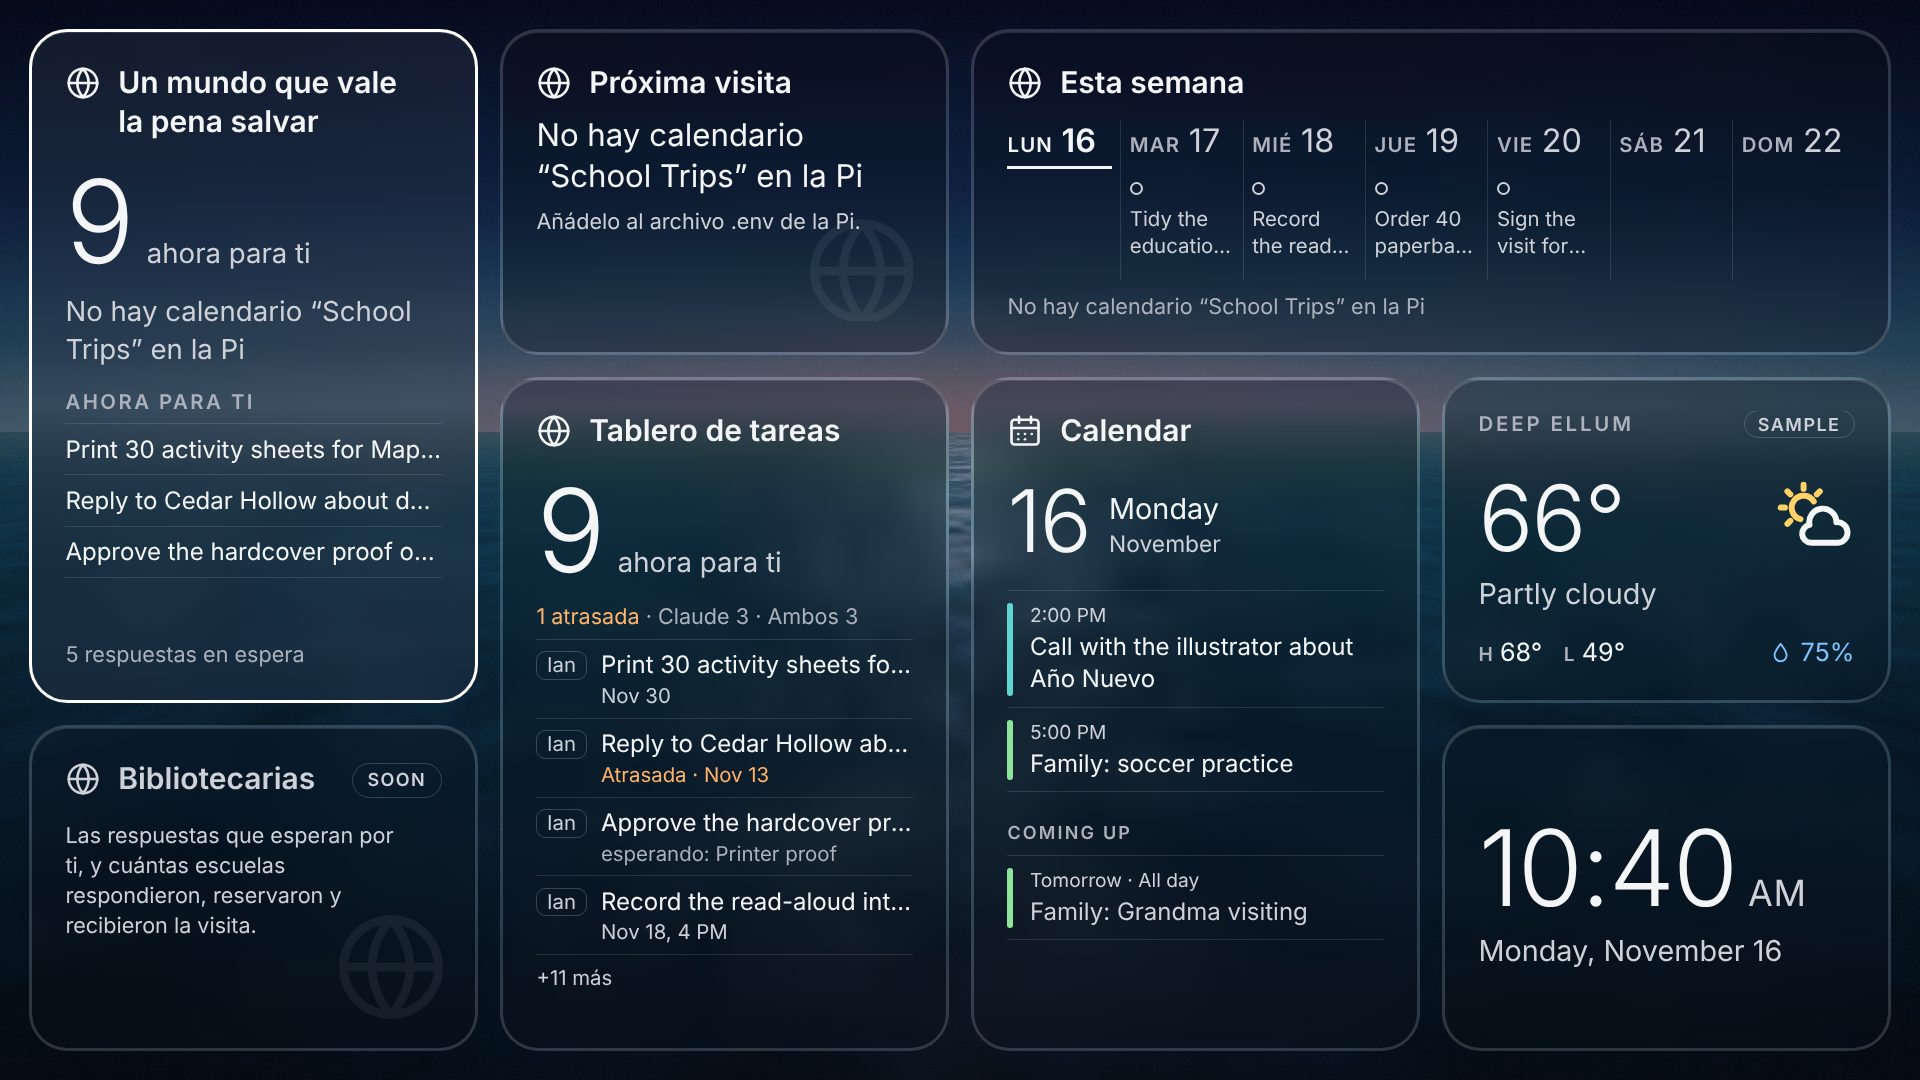 Un mundo que vale
la pena salvar
9 ahora para ti
No hay calendario “School
Trips” en la Pi
AHORA PARA TI
Print 30 activity sheets for Map...
Reply to Cedar Hollow about d...
Approve the hardcover proof o...
5 respuestas en espera
Bibliotecarias
SOON
Las respuestas que esperan por
ti, y cuántas escuelas
respondieron, reservaron y
recibieron la visita.
Próxima visita
No hay calendario
“School Trips” en la Pi
Añádelo al archivo .env de la Pi.
Tablero de tareas
9 ahora para ti
1 atrasada · Claude 3 · Ambos 3
Ian Print 30 activity sheets fo...
Nov 30
Ian Reply to Cedar Hollow ab...
Atrasada · Nov 13
Ian Approve the hardcover pr...
esperando: Printer proof
Ian Record the read-aloud int...
Nov 18, 4 PM
+11 más
Esta semana
LUN 16 MAR 17 MIÉ 18 JUE 19 VIE 20 SÁB 21 DOM 22
Tidy the
educatio...
Record
the read...
Order 40
paperba...
Sign the
visit for...
No hay calendario “School Trips” en la Pi
Calendar
16
Monday
November
2:00 PM
Call with the illustrator about
Año Nuevo
5:00 PM
Family: soccer practice
COMING UP
Tomorrow · All day
Family: Grandma visiting
DEEP ELLUM
SAMPLE
66°
Partly cloudy
H 68° L 49° 75%
10:40 AM
Monday, November 16